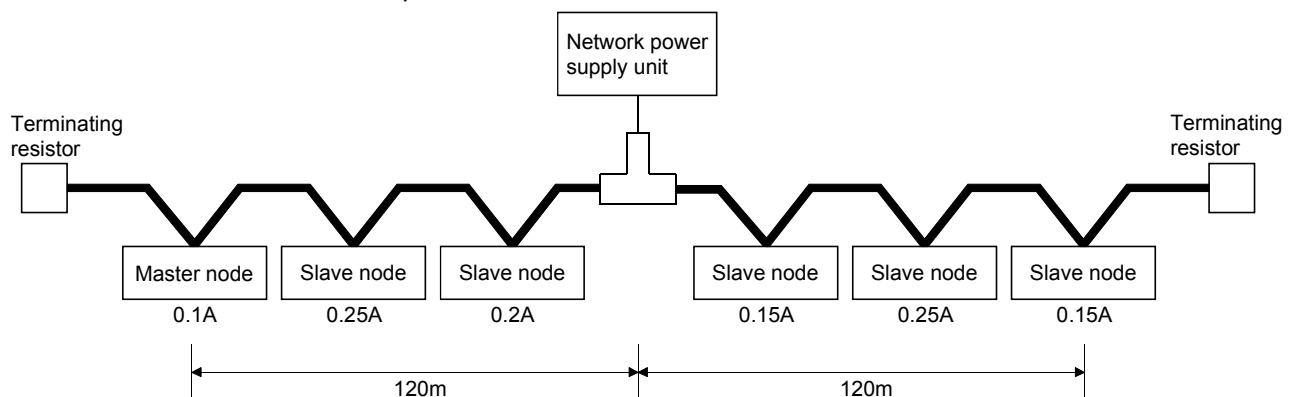 Network power
supply unit
Terminating
resistor
Terminating
resistor
Master node
Slave node
Slave node
Slave node
Slave node
Slave node
0.1A
0.25A
0.2A
0.15A
0.25A
0.15A
120m
120m